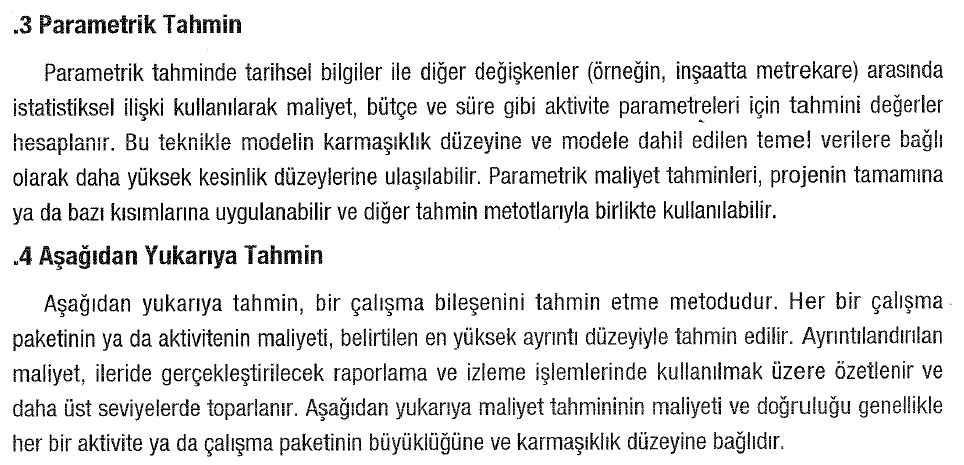 .3 Parametrik Tahmin
Parametrik tahminde tarihsel bilgiler ile diğer değişkenler (örneğin, inşaatta metrekare) arasında
istatistiksel ilişki kullanılarak maliyet, bütçe ve süre gibi aktivite parametreleri için tahmini değerler
hesaplanır. Bu teknikle modelin karmaşıklık düzeyine ve modele dahil edilen temel verilere bağlı
olarak daha yüksek kesinlik düzeylerine ulaşılabilir. Parametrik maliyet tahminleri, projenin tamamına
ya da bazı kısımlarına uygulanabilir ve diğer tahmin metotlarıyla birlikte kullanılabilir.
.4 Aşağıdan Yukarıya Tahmin
Aşağıdan yukarıya tahmin, bir çalışma bileşenini tahmin etme metodudur. Her bir çalışma
paketinin ya da aktivitenin maliyeti, belirtilen en yüksek ayrıntı düzeyiyle tahmin edilir. Ayrıntılandırılan
maliyet, ileride gerçekleştirilecek raporlama ve izleme işlemlerinde kullanılmak üzere özetlenir ve
daha üst seviyelerde toparlanır. Aşağıdan yukarıya maliyet tahmininin maliyeti ve doğruluğu genellikle
her bir aktivite ya da çalışma paketinin büyüklüğüne ve karmaşıklık düzeyine bağlıdır.